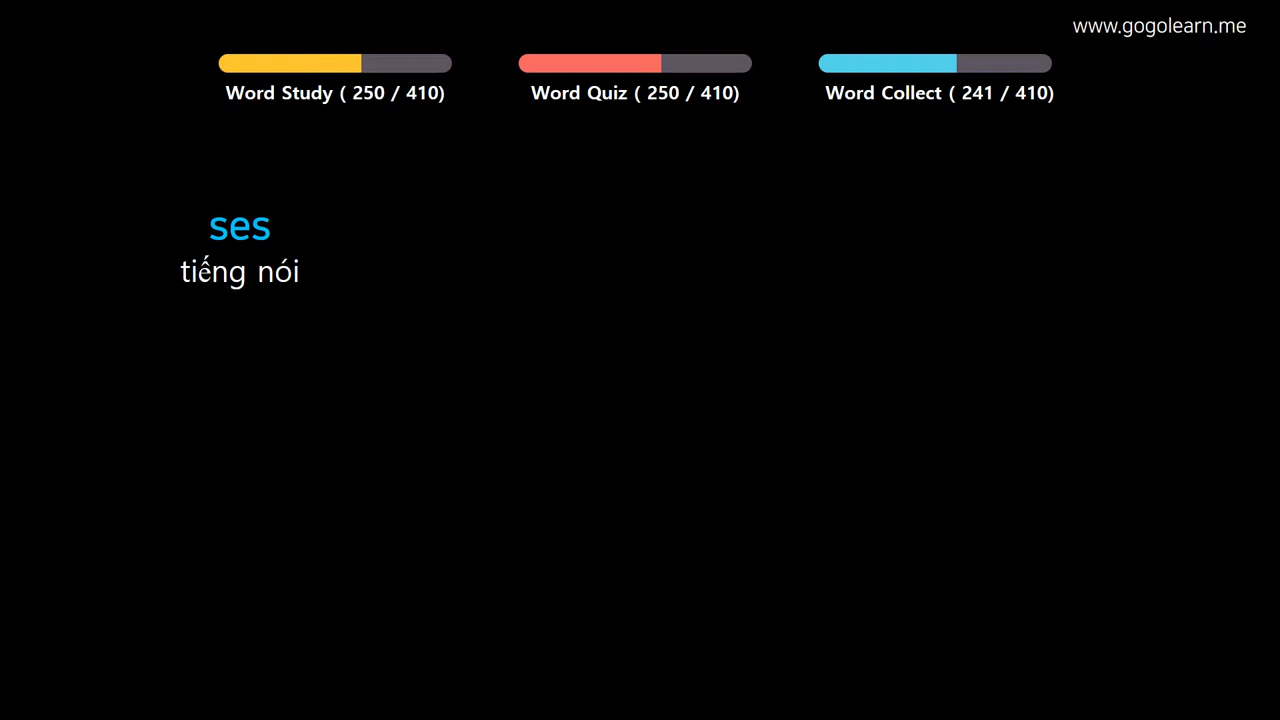 www.gogolearn.me
Word Study ( 250 / 410)
Word Quiz ( 250 / 410)
Word Collect ( 241 / 410)
ses
tiếng nói